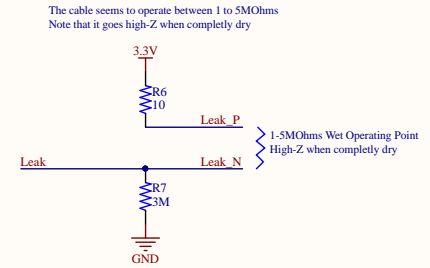 The cable seems to operate between 1 to 5MOhms
Note that it goes high-Z when completly dry
3.3V
R6
10
Leak_P
1-5MOhms Wet Operating Point
High-Z when completly dry
Leak
Leak_N
R7
3M
GND